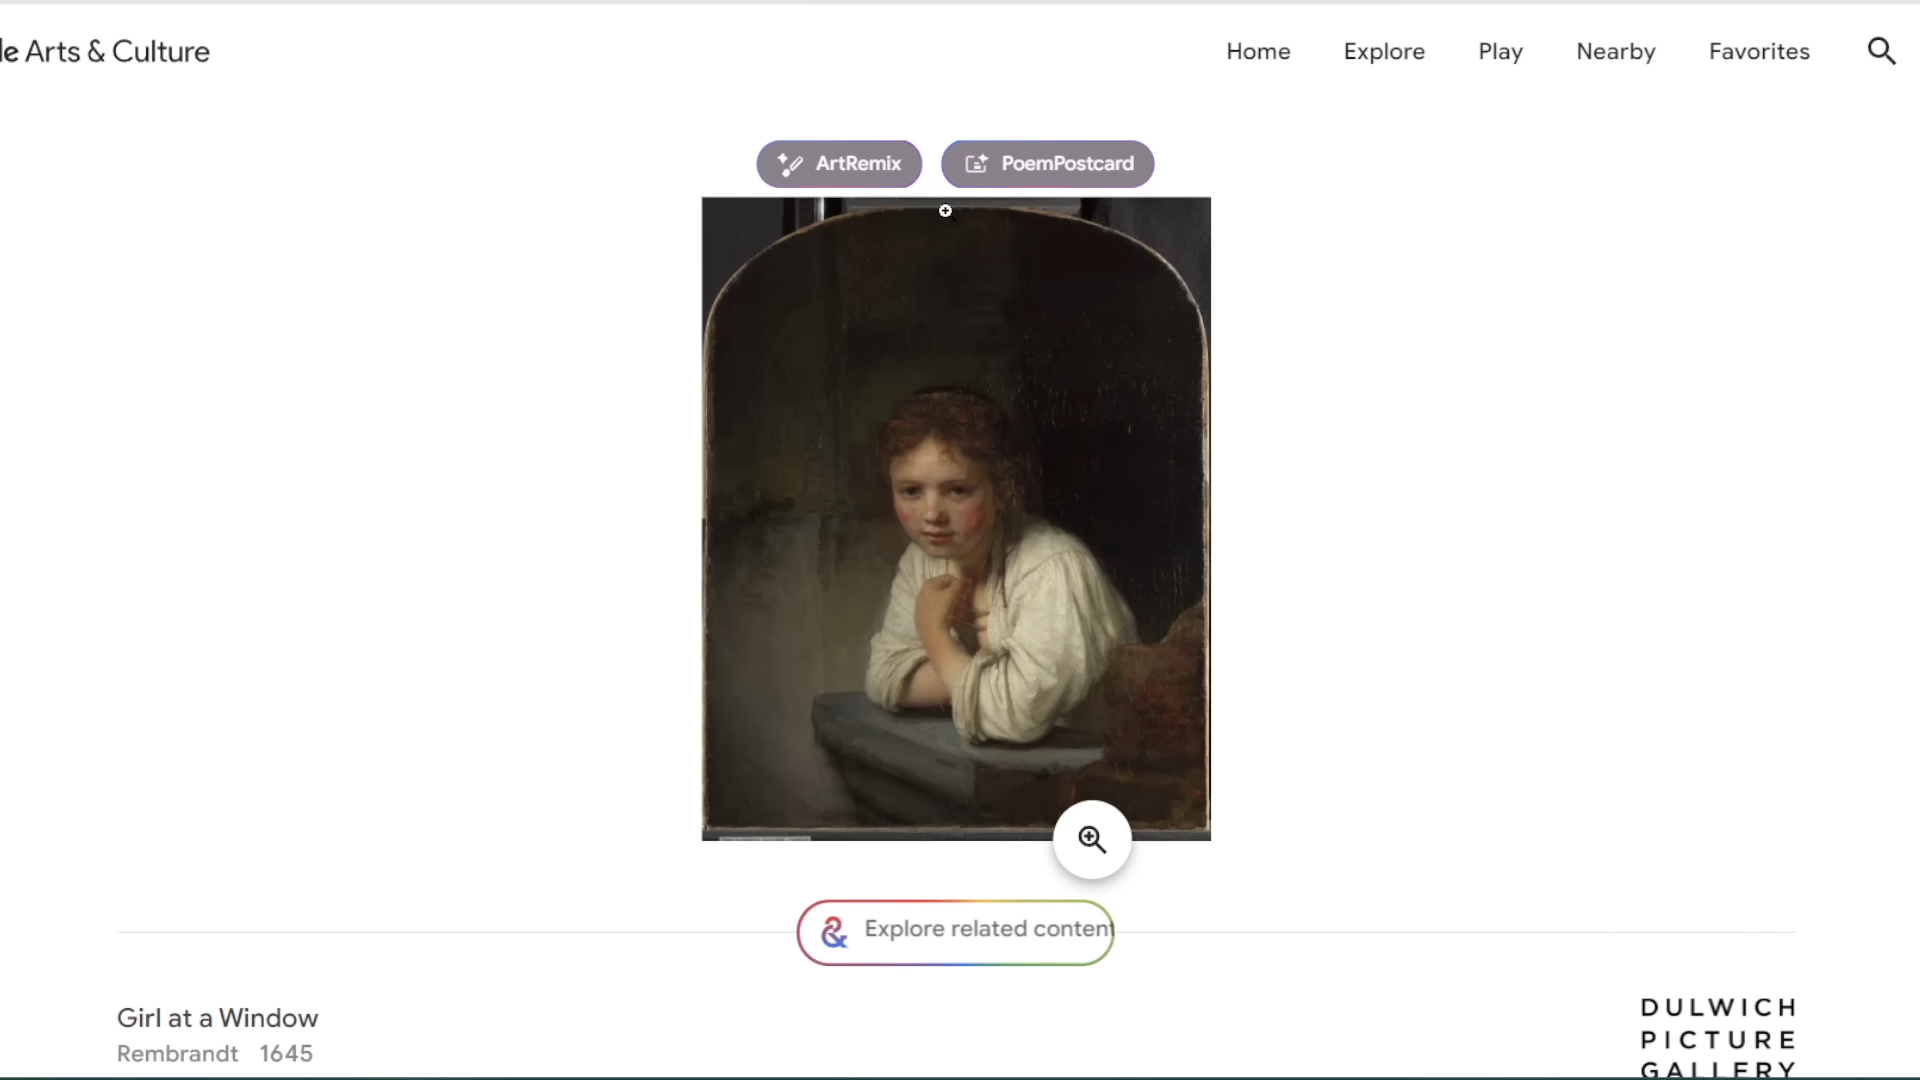 le Arts & Culture
Home Explore Play Nearby Favorites
ArtRemix PoemPostcard
Explore related content
Girl at a Window
Rembrandt 1645
DULWICH
PICTURE
GALLERY